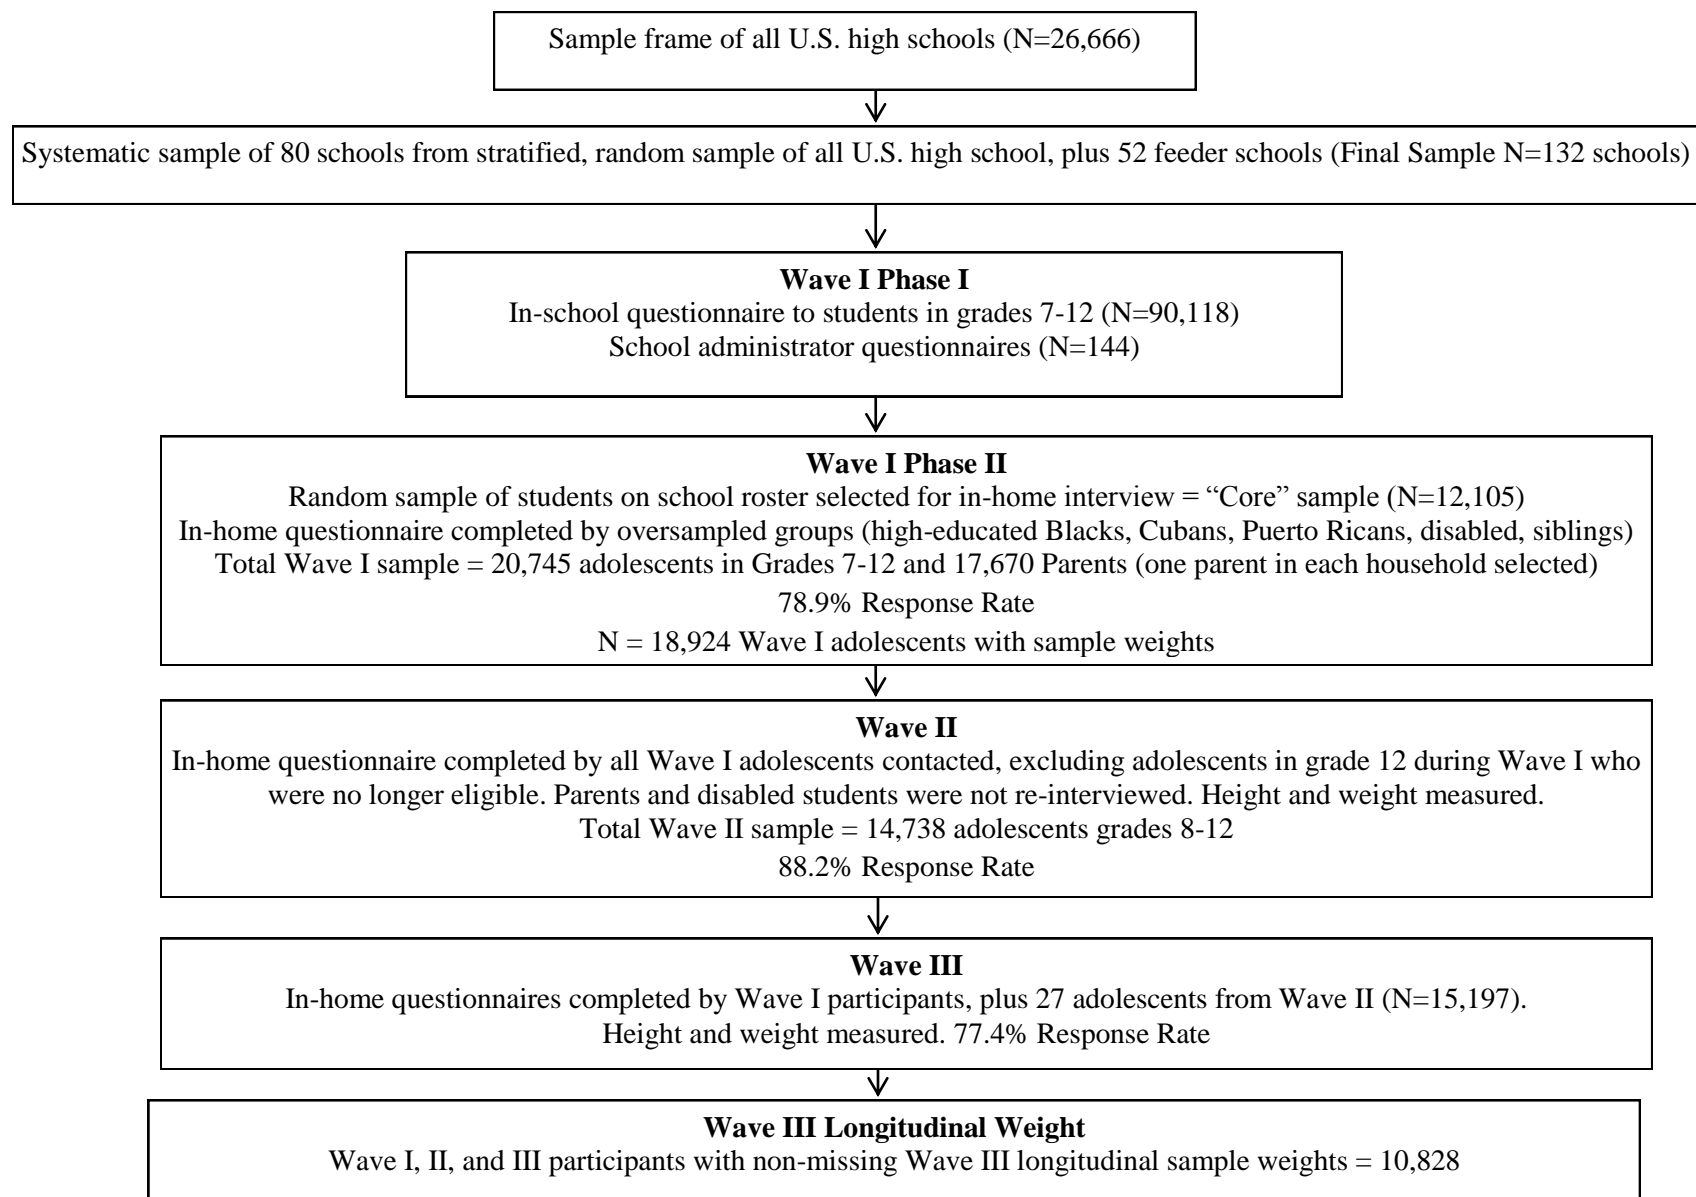 Sample frame of all U.S. high schools (N=26,666)
Systematic sample of 80 schools from stratified, random sample of all U.S. high school, plus 52 feeder schools (Final Sample N=132 schools)
Wave I Phase I
In-school questionnaire to students in grades 7-12 (N=90,118)
School administrator questionnaires (N=144)
Wave I Phase II
Random sample of students on school roster selected for in-home interview = “Core” sample (N=12,105)
In-home questionnaire completed by oversampled groups (high-educated Blacks, Cubans, Puerto Ricans, disabled, siblings)
Total Wave I sample = 20,745 adolescents in Grades 7-12 and 17,670 Parents (one parent in each household selected)
78.9% Response Rate
N = 18,924 Wave I adolescents with sample weights
Wave II
In-home questionnaire completed by all Wave I adolescents contacted, excluding adolescents in grade 12 during Wave I who
were no longer eligible. Parents and disabled students were not re-interviewed. Height and weight measured.
Total Wave II sample = 14,738 adolescents grades 8-12
88.2% Response Rate
Wave III
In-home questionnaires completed by Wave I participants, plus 27 adolescents from Wave II (N=15,197).
Height and weight measured. 77.4% Response Rate
Wave III Longitudinal Weight
Wave I, II, and III participants with non-missing Wave III longitudinal sample weights = 10,828